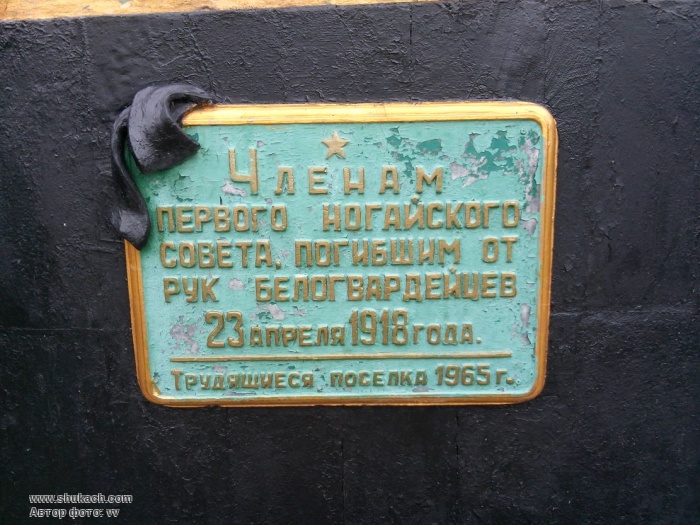 Членам
первого Ногайского
Совета, погибшим от
рук белогвардейцев
23 апреля 1918 года.
Трудящиеся поселка 1965 г.
www.shukach.com
Автор фото: vv